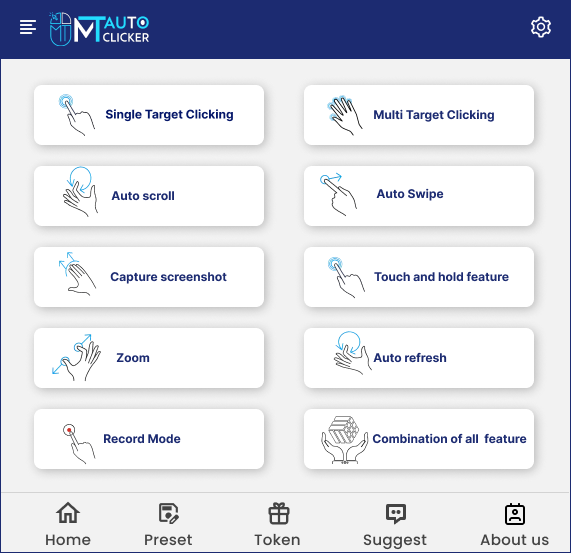 MT AUTO
CLICKER
Single Target Clicking
Multi Target Clicking
Auto scroll
Auto Swipe
Capture screenshot
Touch and hold feature
Zoom
Auto refresh
Record Mode
Combination of all feature
Home
Preset
Token
Suggest
About us